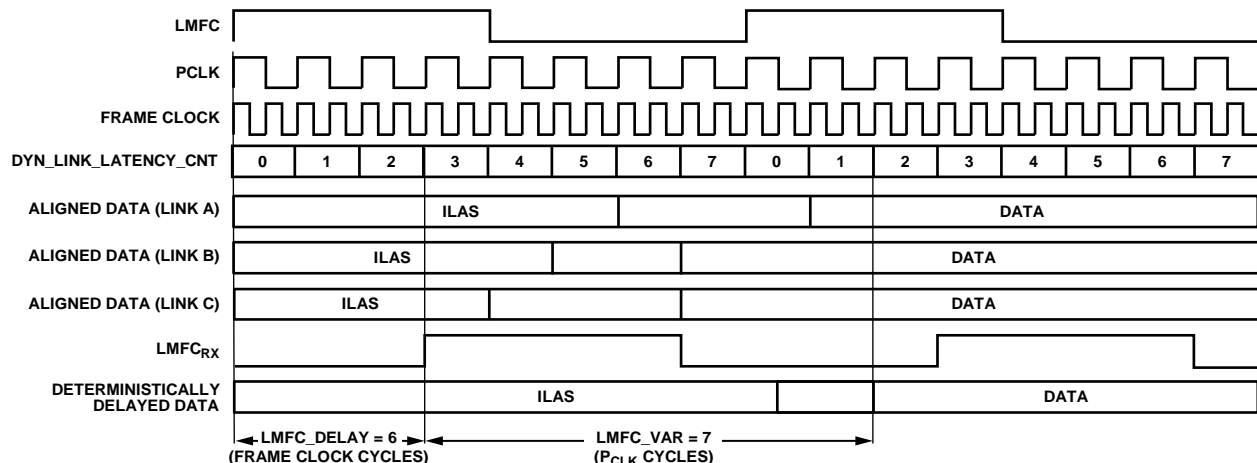 LMFC
PCLK
FRAME CLOCK
DYN_LINK_LATENCY_CNT 0 1 2 3 4 5 6 7 0 1 2 3 4 5 6 7
ALIGNED DATA (LINK A) ILAS DATA
ALIGNED DATA (LINK B) ILAS DATA
ALIGNED DATA (LINK C) ILAS DATA
LMFCRX
DETERMINISTICALLY
DELAYED DATA ILAS DATA
LMFC_DELAY = 6 LMFC_VAR = 7
(FRAME CLOCK CYCLES) (PCLK CYCLES)